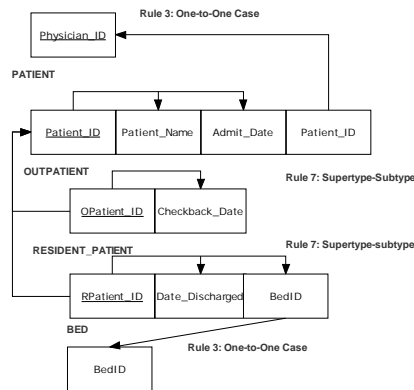 Rule 3: One-to-One Case
Physician_ID
PATIENT
Patient_ID Patient_Name Admit_Date Patient_ID
OUTPATIENT
Rule 7: Supertype-Subtype
OPatient_ID Checkback_Date
RESIDENT_PATIENT
Rule 7: Supertype-subtype
RPatient_ID Date_Discharged BedID
BED
Rule 3: One-to-One Case
BedID